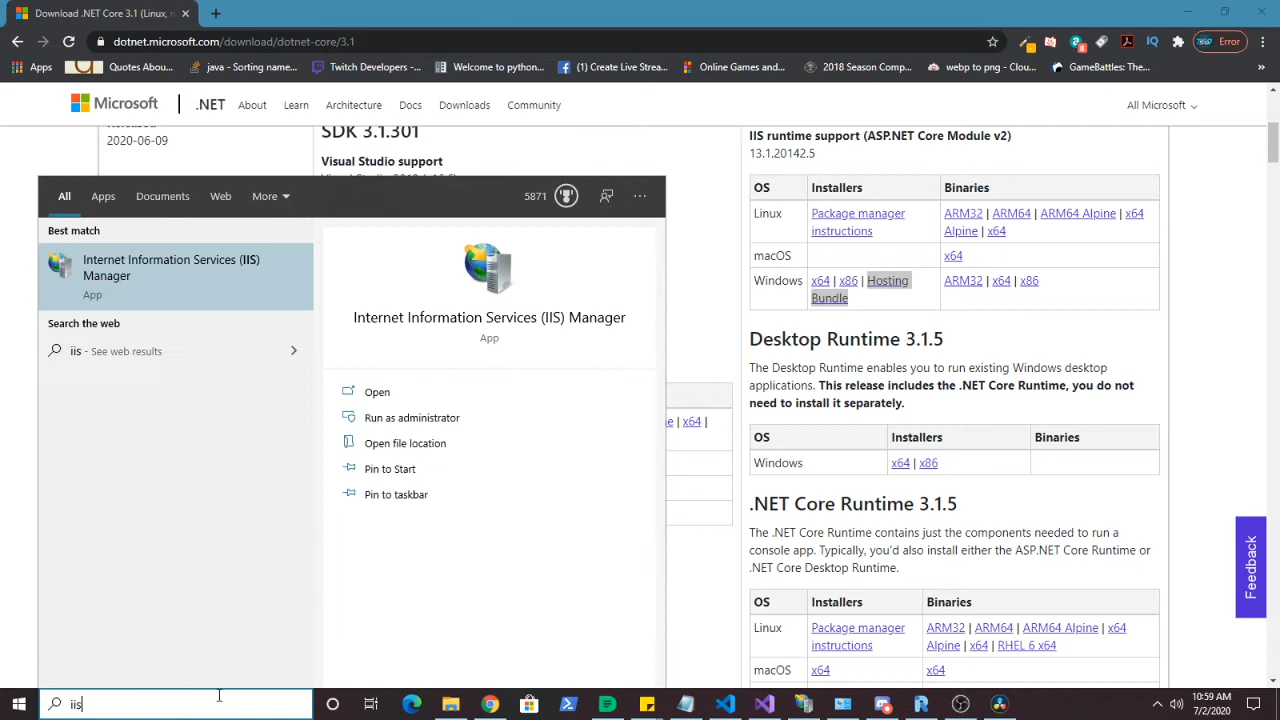 Download .NET Core 3.1 (Linux, m
dotnet.microsoft.com/download/dotnet-core/3.1
Error
Apps
Quotes About...
java - Sorting name...
Twitch Developers -...
Welcome to python...
(1) Create Live Strea...
Online Games and...
2018 Season Comp...
webp to png - Clou...
GameBattles: The...
Microsoft
.NET
About
Learn
Architecture
Docs
Downloads
Community
All Microsoft
2020-06-09
SDK 3.1.301
Visual Studio support
IIS runtime support (ASP.NET Core Module v2)
13.1.20142.5
OS Installers Binaries
Linux Package manager instructions ARM32 | ARM64 | ARM64 Alpine | x64 Alpine | x64
macOS x64
Windows x64 | x86 | Hosting Bundle ARM32 | x64 | x86
Desktop Runtime 3.1.5
The Desktop Runtime enables you to run existing Windows desktop
applications. This release includes the .NET Core Runtime, you do not
need to install it separately.
OS Installers Binaries
Windows x64 | x86
.NET Core Runtime 3.1.5
The .NET Core Runtime contains just the components needed to run a
console app. Typically, you'd also install either the ASP.NET Core Runtime or
.NET Core Desktop Runtime.
OS Installers Binaries
Linux Package manager instructions ARM32 | ARM64 | ARM64 Alpine | x64 Alpine | x64 | RHEL 6 x64
macOS x64 x64
x64 |
Feedback
All
Apps
Documents
Web
More
5871
Best match
Internet Information Services (IIS)
Manager
App
Search the web
iis - See web results
Internet Information Services (IIS) Manager
App
Open
Run as administrator
Open file location
Pin to Start
Pin to taskbar
iis
10:59 AM
7/2/2020